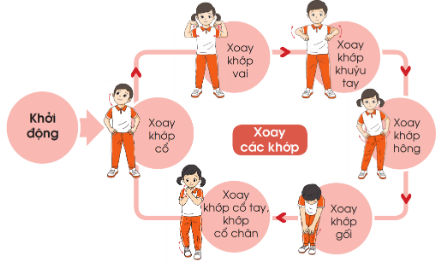 Khởi
động
Xoay
khớp
cổ
Xoay
khớp
vai
Xoay
khớp
khuỷu
tay
Xoay
khớp
hông
Xoay
khớp
gối
Xoay
khớp cổ tay,
khớp
cổ chân
Xoay
các khớp